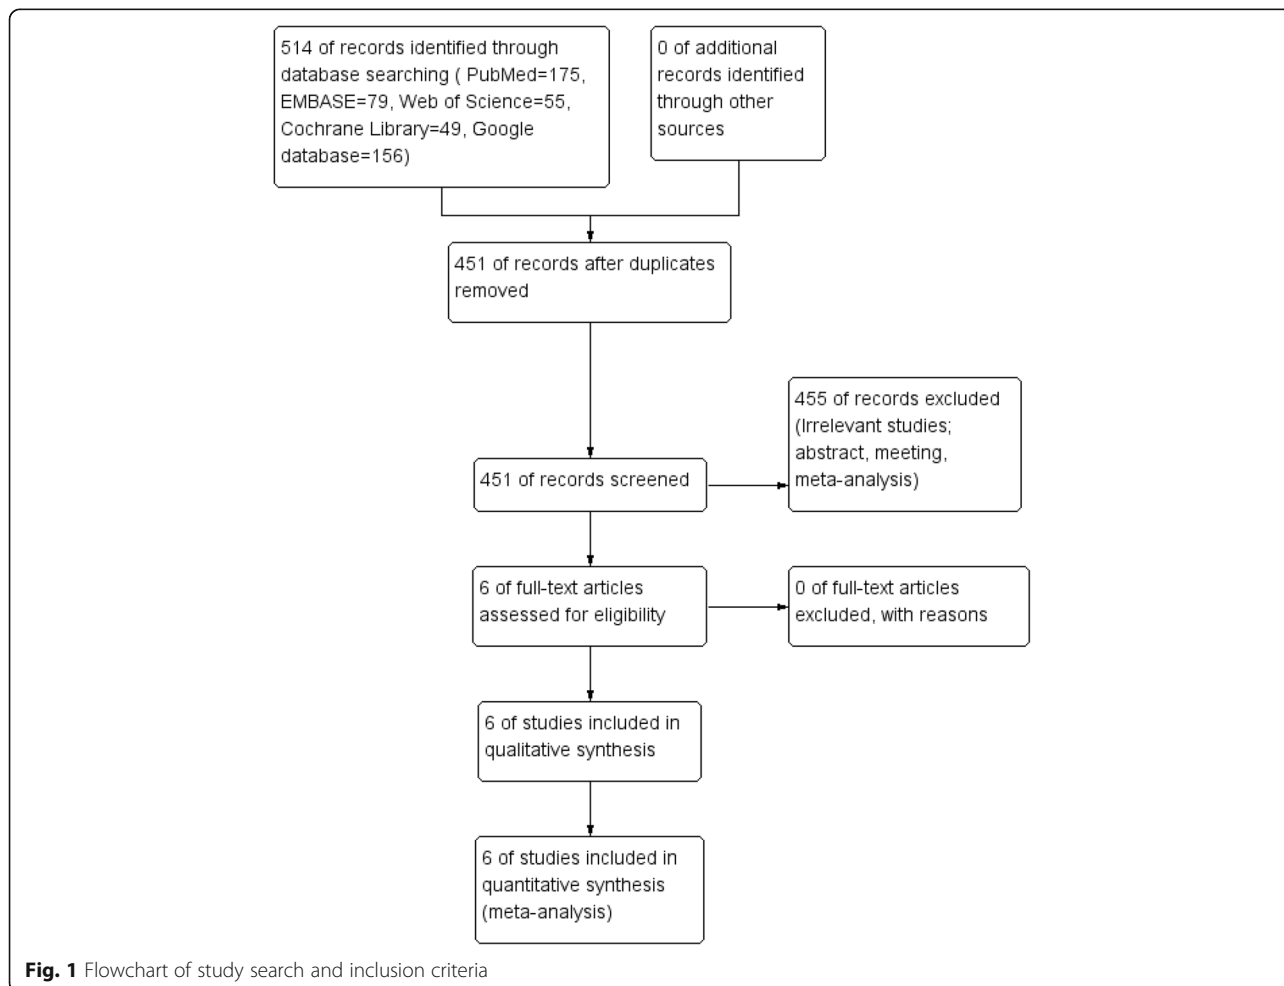 514 of records identified through
database searching ( PubMed=175,
EMBASE=79, Web of Science=55,
Cochrane Library=49, Google
database=156)
0 of additional
records identified
through other
sources
451 of records after duplicates
removed
455 of records excluded
(Irrelevant studies;
abstract, meeting,
meta-analysis)
451 of records screened
6 of full-text articles
assessed for eligibility
0 of full-text articles
excluded, with reasons
6 of studies included in
qualitative synthesis
6 of studies included in
quantitative synthesis
(meta-analysis)
Fig. 1 Flowchart of study search and inclusion criteria